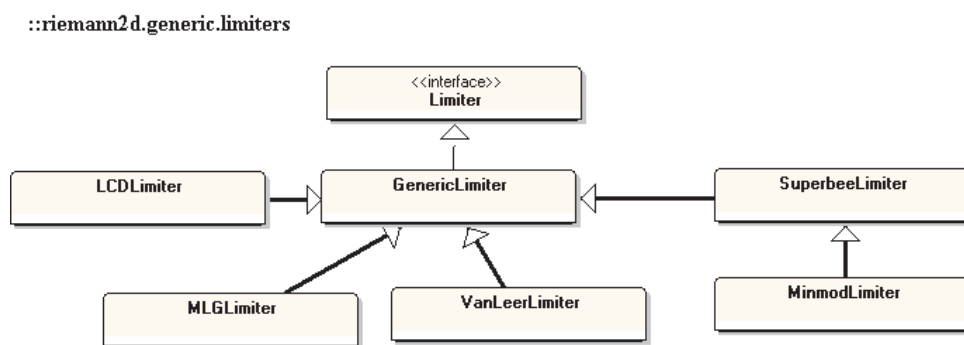 ::riemann2d.generic.limiters
<<interface>>
Limiter
LCDLimiter
GenericLimiter
SuperbeeLimiter
MLGLimiter
VanLeerLimiter
MinmodLimiter